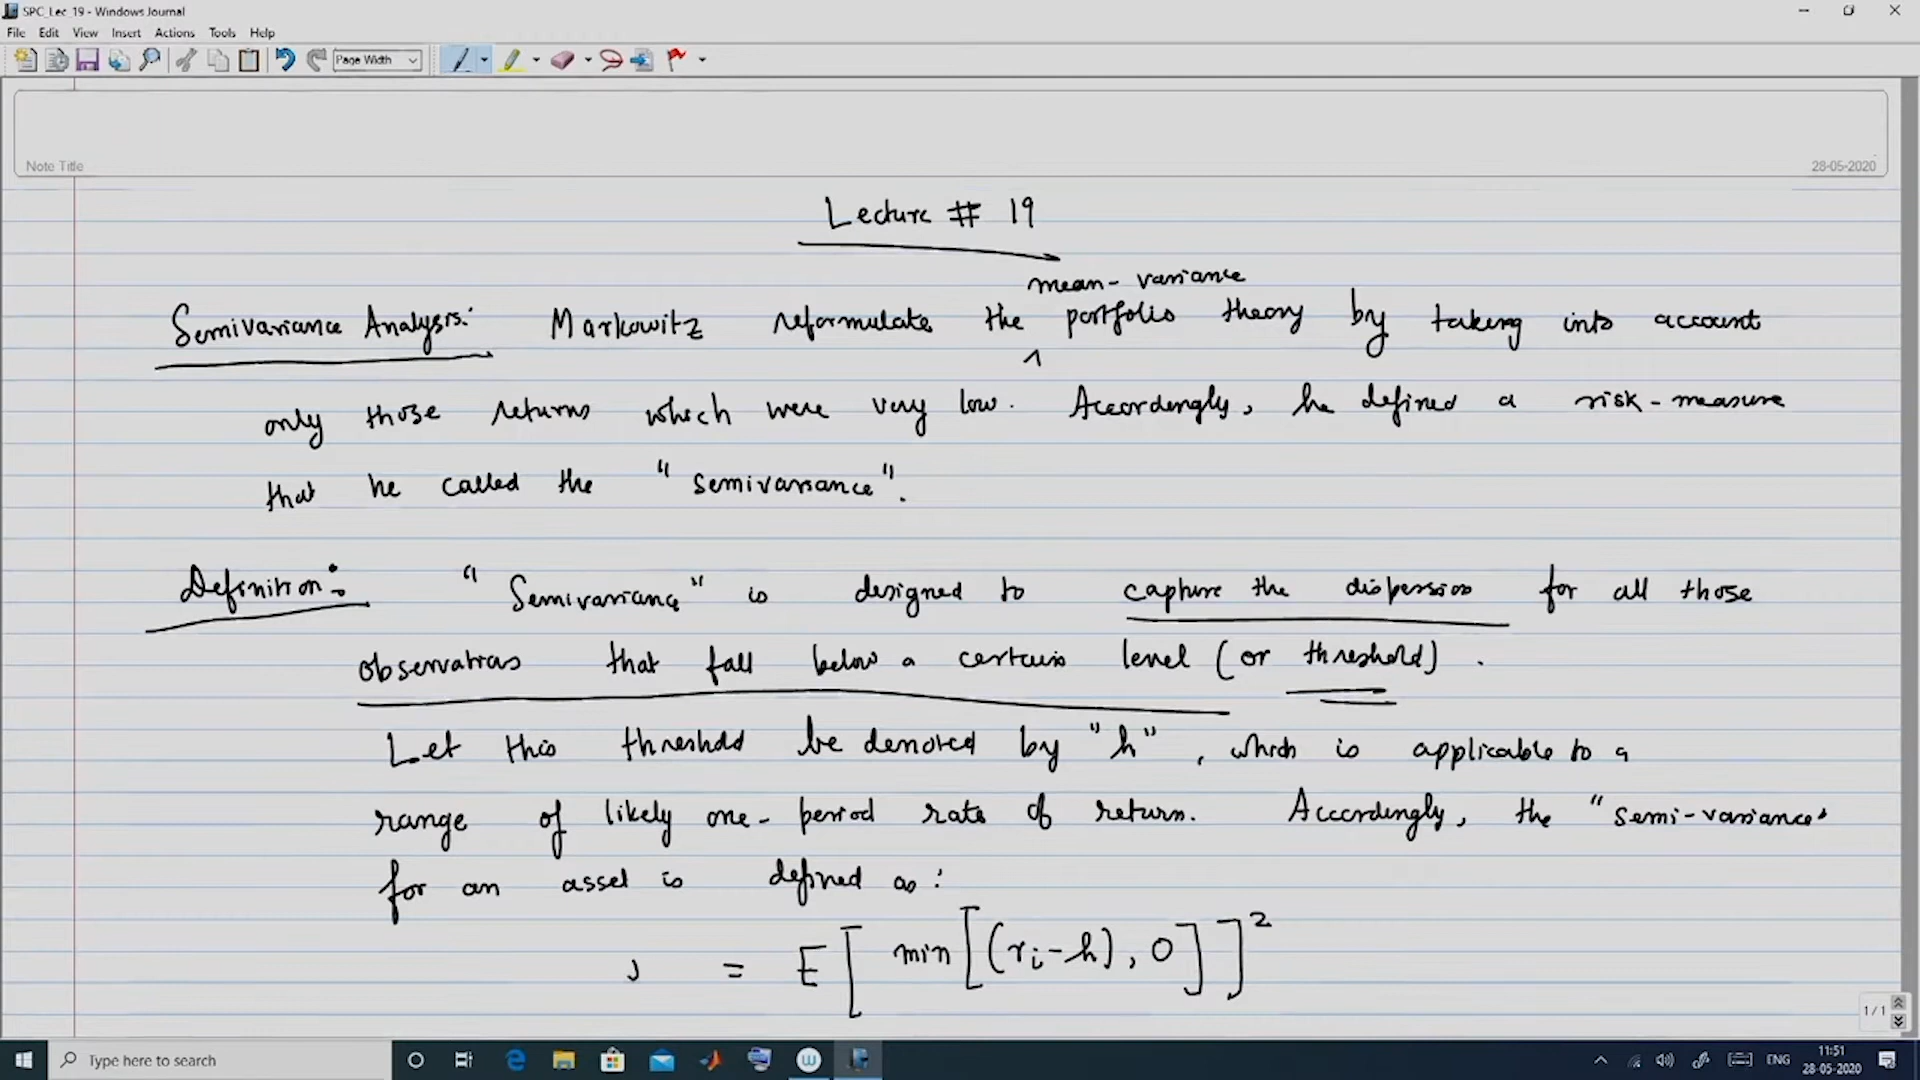 SPC_Lec_19 - Windows Journal
File Edit View Insert Actions Tools Help
Page Width
Note Title
28-05-2020
Lecture # 19
mean-variance
Semivariance Analysis: Markowitz reformulate the ^ portfolio theory by taking into account
only those returns which were very low. Accordingly, he defined a risk-measure
that he called the "semivariance".
Definition: "Semivariance" is designed to capture the dispersion for all those
observations that fall below a certain level (or threshold).
Let this threshold be denoted by "h", which is applicable to a
range of likely one-period rate of return. Accordingly, the "semi-variance"
for an asset is defined as:
= E[ min[(ri-h), 0]]²
1/1
Type here to search
ENG
11:51
28-05-2020